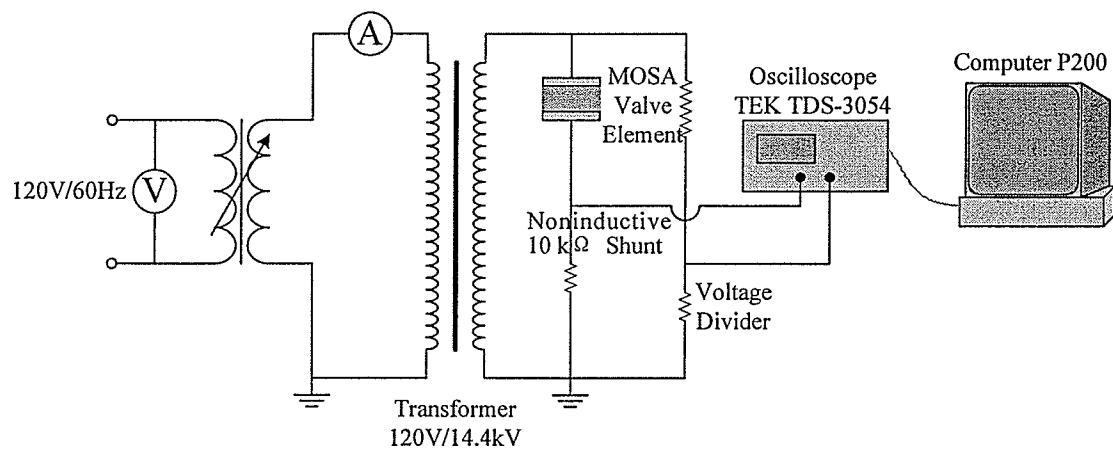 A
Computer P200
MOSA
Valve
Element
Oscilloscope
TEK TDS-3054
120V/60Hz
V
Noninductive
10 kΩ Shunt
Voltage
Divider
Transformer
120V/14.4kV